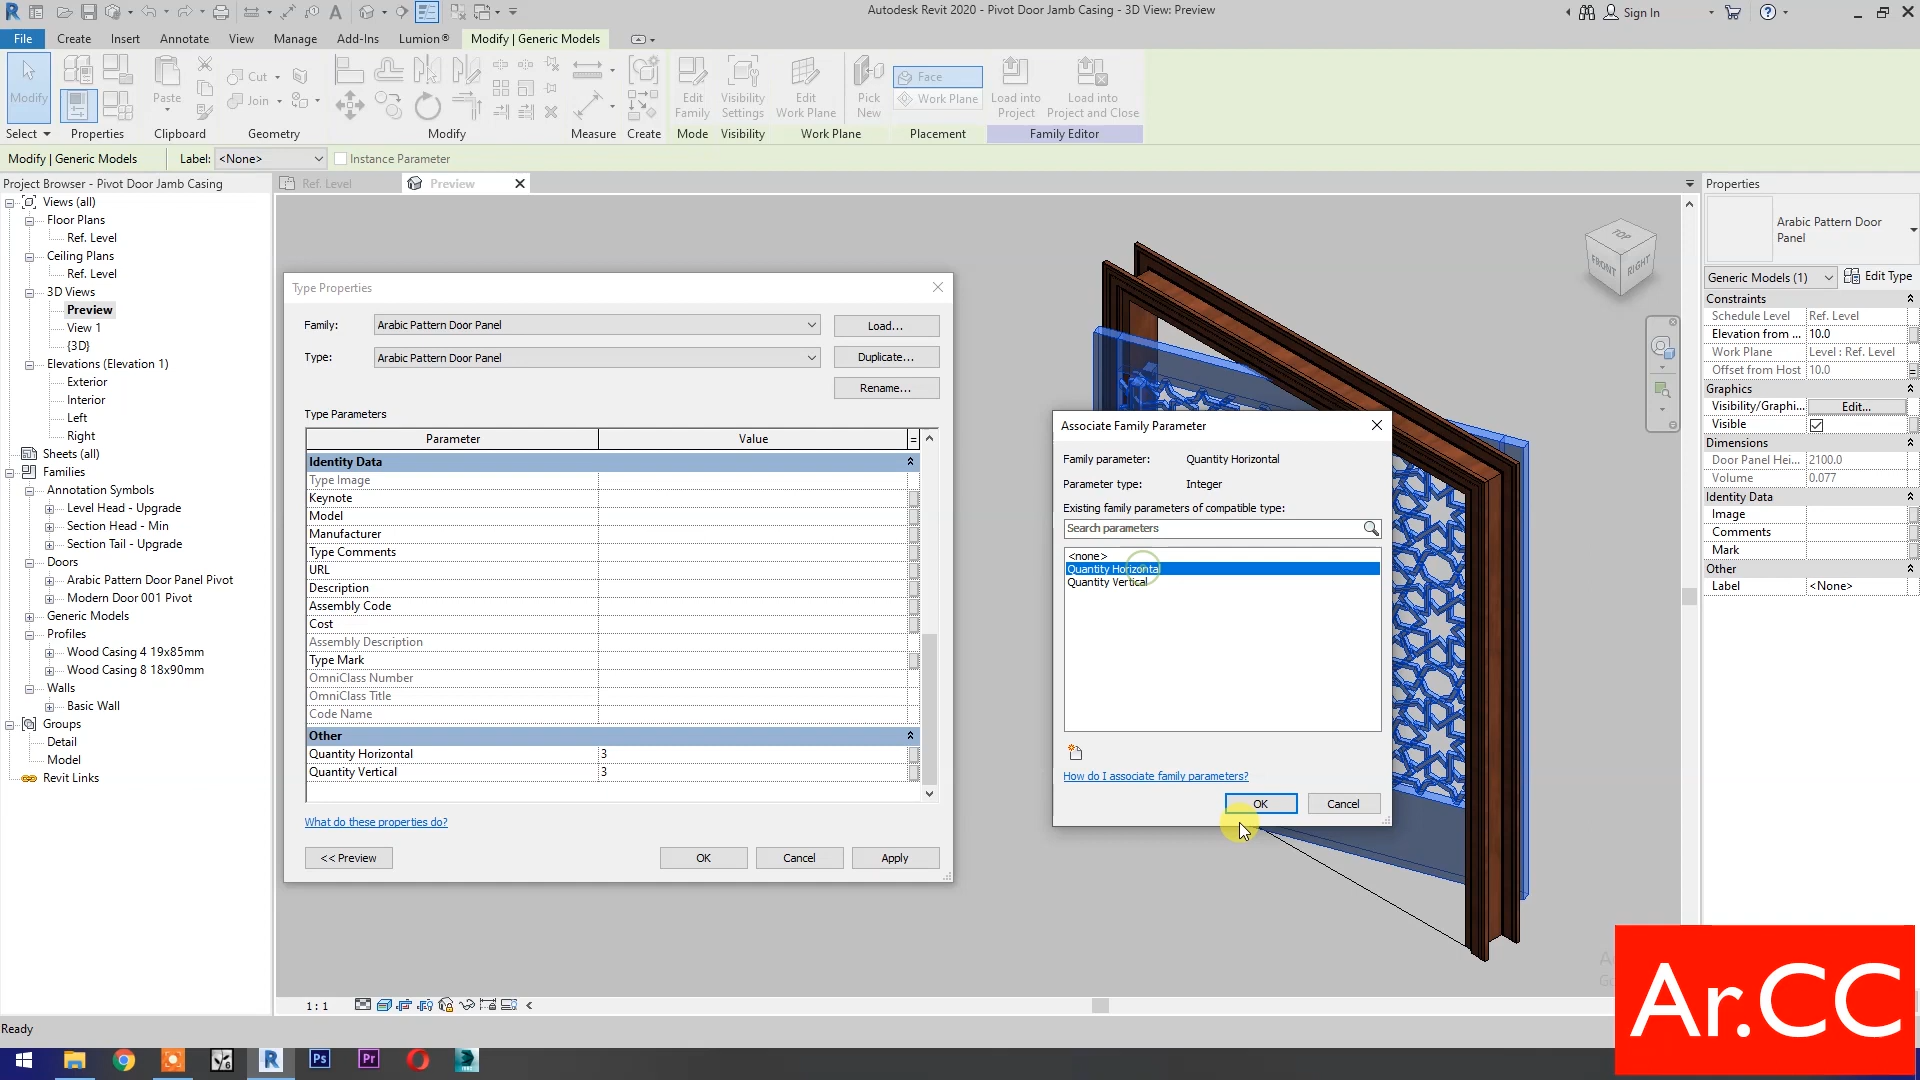 Autodesk Revit 2020 - Pivot Door Jamb Casing - 3D View: Preview
Sign In
File Create Insert Annotate View Manage Add-Ins Lumion® Modify | Generic Models
Modify
Paste
Cut
Join
Edit Family
Visibility Settings
Edit Work Plane
Pick New
Face
Work Plane
Load into Project
Load into Project and Close
Select Properties Clipboard Geometry Modify Measure Create Mode Visibility Work Plane Placement Family Editor
Modify | Generic Models Label: <None> Instance Parameter
Project Browser - Pivot Door Jamb Casing
Views (all)
Floor Plans
Ref. Level
Ceiling Plans
Ref. Level
3D Views
Preview
View 1
{3D}
Elevations (Elevation 1)
Exterior
Interior
Left
Right
Sheets (all)
Families
Annotation Symbols
Level Head - Upgrade
Section Head - Min
Section Tail - Upgrade
Doors
Arabic Pattern Door Panel Pivot
Modern Door 001 Pivot
Generic Models
Profiles
Wood Casing 4 19x85mm
Wood Casing 8 18x90mm
Walls
Basic Wall
Groups
Detail
Model
Revit Links
Ref. Level
Preview
Type Properties
Family: Arabic Pattern Door Panel Load...
Type: Arabic Pattern Door Panel Duplicate...
Rename...
Type Parameters
Parameter Value =
Identity Data
Type Image
Keynote
Model
Manufacturer
Type Comments
URL
Description
Assembly Code
Cost
Assembly Description
Type Mark
OmniClass Number
OmniClass Title
Code Name
Other
Quantity Horizontal 3
Quantity Vertical 3
What do these properties do?
<< Preview OK Cancel Apply
Associate Family Parameter
Family parameter: Quantity Horizontal
Parameter type: Integer
Existing family parameters of compatible type:
Search parameters
<none>
Quantity Horizontal
Quantity Vertical
How do I associate family parameters?
OK Cancel
TOP
FRONT
RIGHT
Properties
Arabic Pattern Door Panel
Generic Models (1) Edit Type
Constraints
Schedule Level Ref. Level
Elevation from ... 10.0
Work Plane Level : Ref. Level
Offset from Host 10.0
Graphics
Visibility/Graphi... Edit...
Visible
Dimensions
Door Panel Hei... 2100.0
Volume 0.077
Identity Data
Image
Comments
Mark
Other
Label <None>
1 : 1
Ready
Ps
Pr
Ar.CC